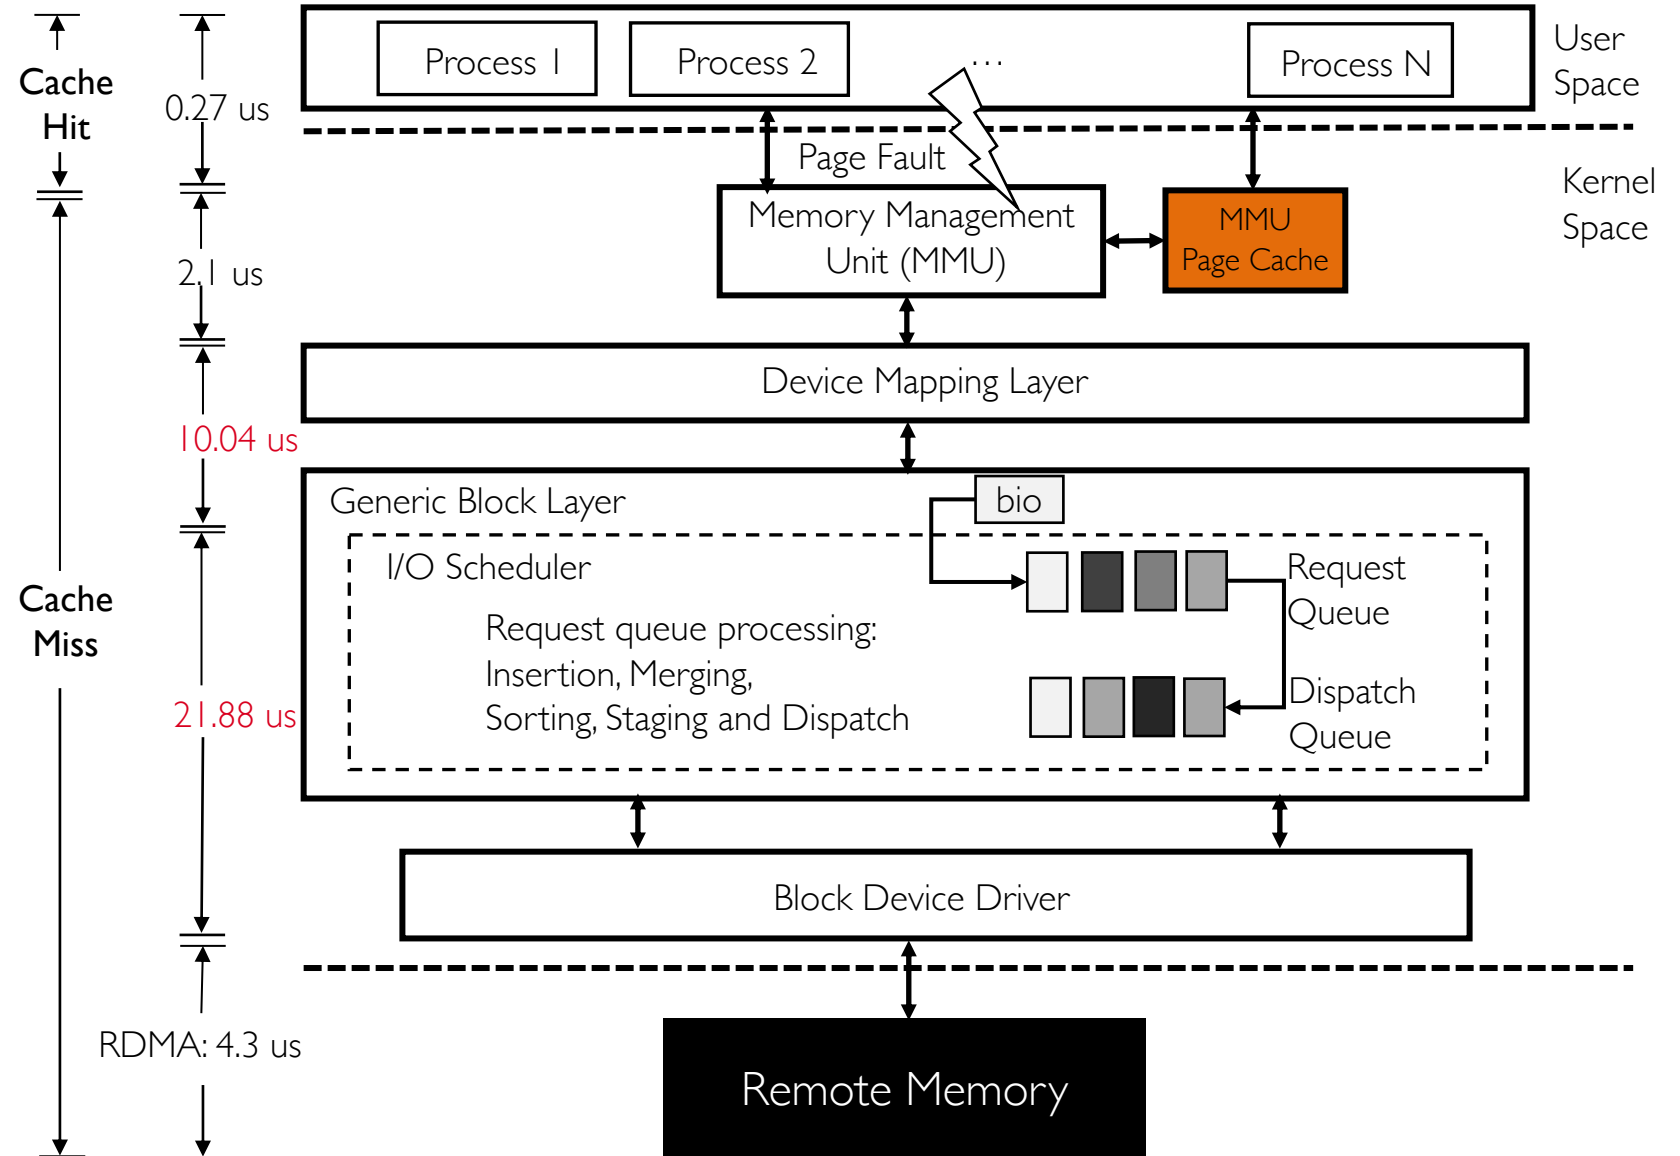 Process 1
Process 2
…
Process N
User
Space
Cache
Hit
0.27 us
Page Fault
Kernel
Space
Memory Management
Unit (MMU)
MMU
Page Cache
2.1 us
Device Mapping Layer
10.04 us
Generic Block Layer
bio
I/O Scheduler
Request
Queue
Request queue processing:
Insertion, Merging,
Sorting, Staging and Dispatch
Cache
Miss
21.88 us
Dispatch
Queue
Block Device Driver
RDMA: 4.3 us
Remote Memory